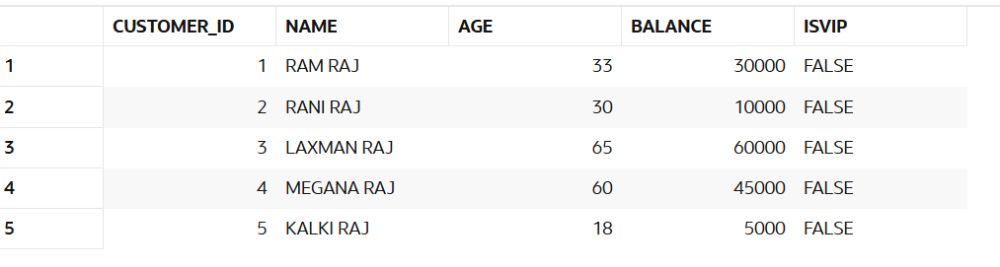 CUSTOMER_ID NAME AGE BALANCE ISVIP
1 1 RAM RAJ 33 30000 FALSE
2 2 RANI RAJ 30 10000 FALSE
3 3 LAXMAN RAJ 65 60000 FALSE
4 4 MEGANA RAJ 60 45000 FALSE
5 5 KALKI RAJ 18 5000 FALSE